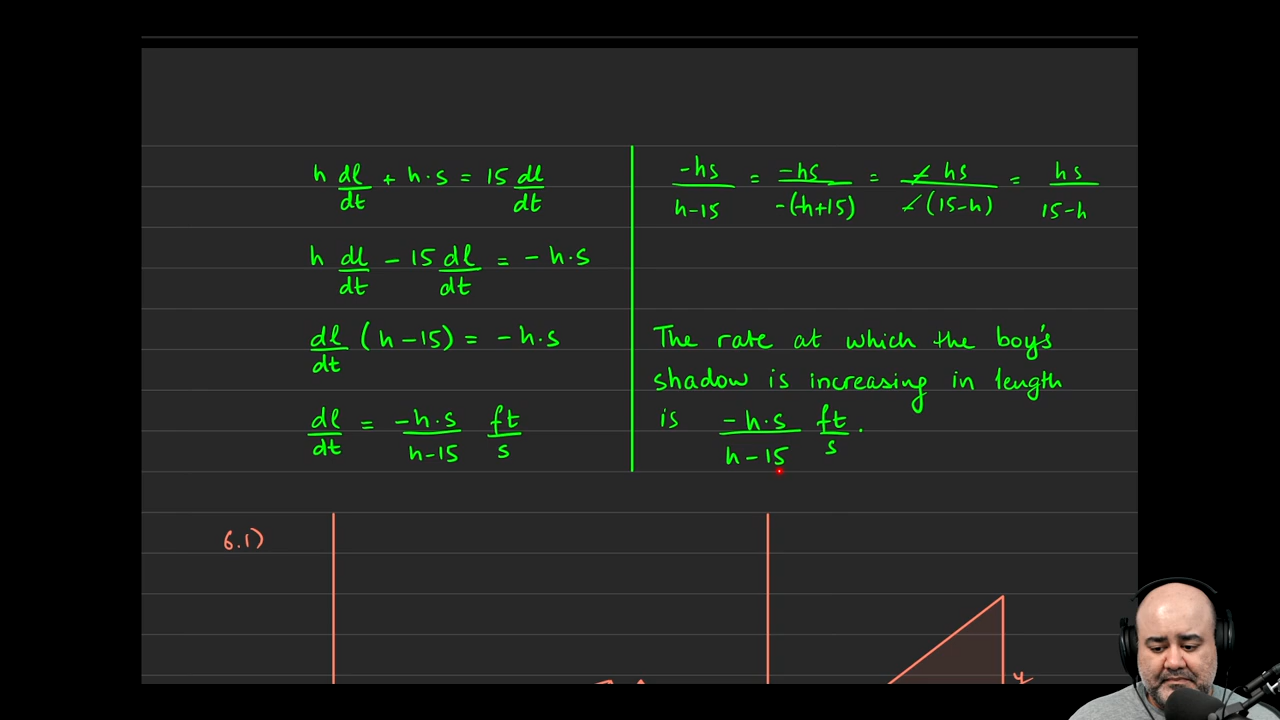 h dl/dt + h·s = 15 dl/dt
h dl/dt - 15 dl/dt = -h·s
dl/dt (h-15) = -h·s
dl/dt = -h·s/h-15 ft/s
-hs/h-15 = -hs/-(-h+15) = -hs/-(15-h) = hs/15-h
The rate at which the boy's
shadow is increasing in length
is -h·s/h-15 ft/s.
6.1)